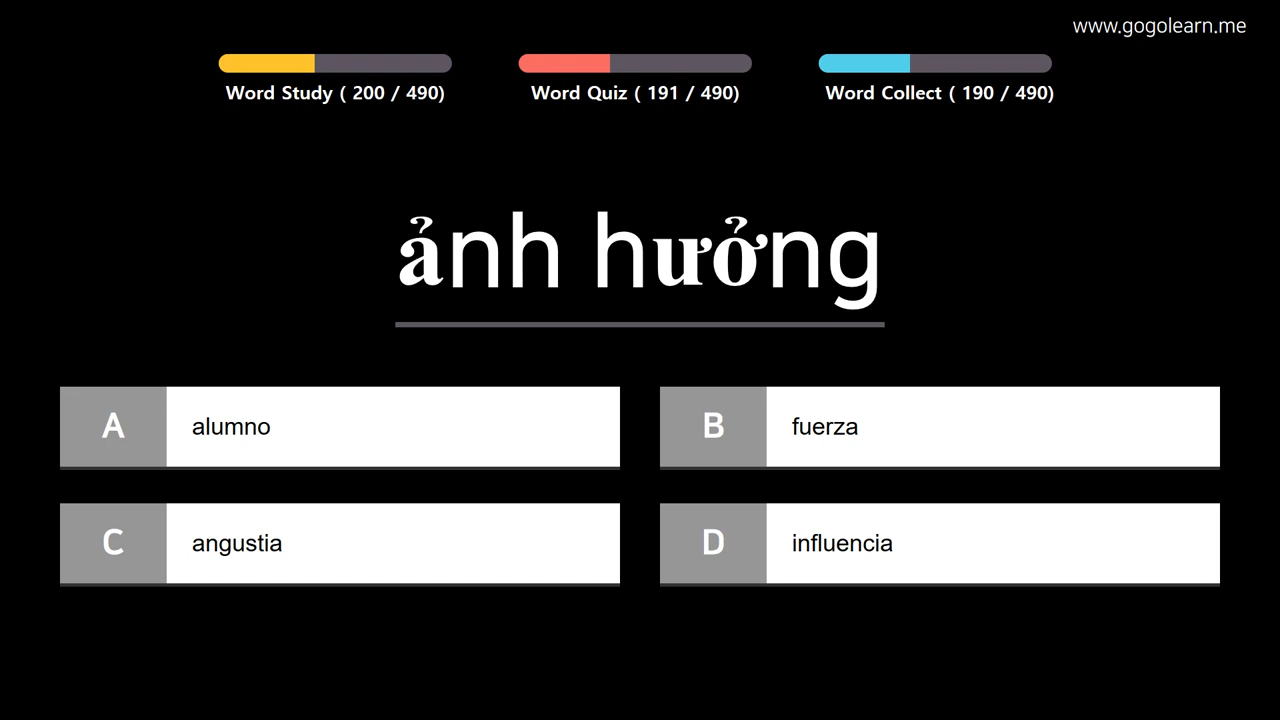 www.gogolearn.me
Word Study ( 200 / 490)
Word Quiz ( 191 / 490)
Word Collect ( 190 / 490)
ảnh hưởng
A alumno
B fuerza
C angustia
D influencia